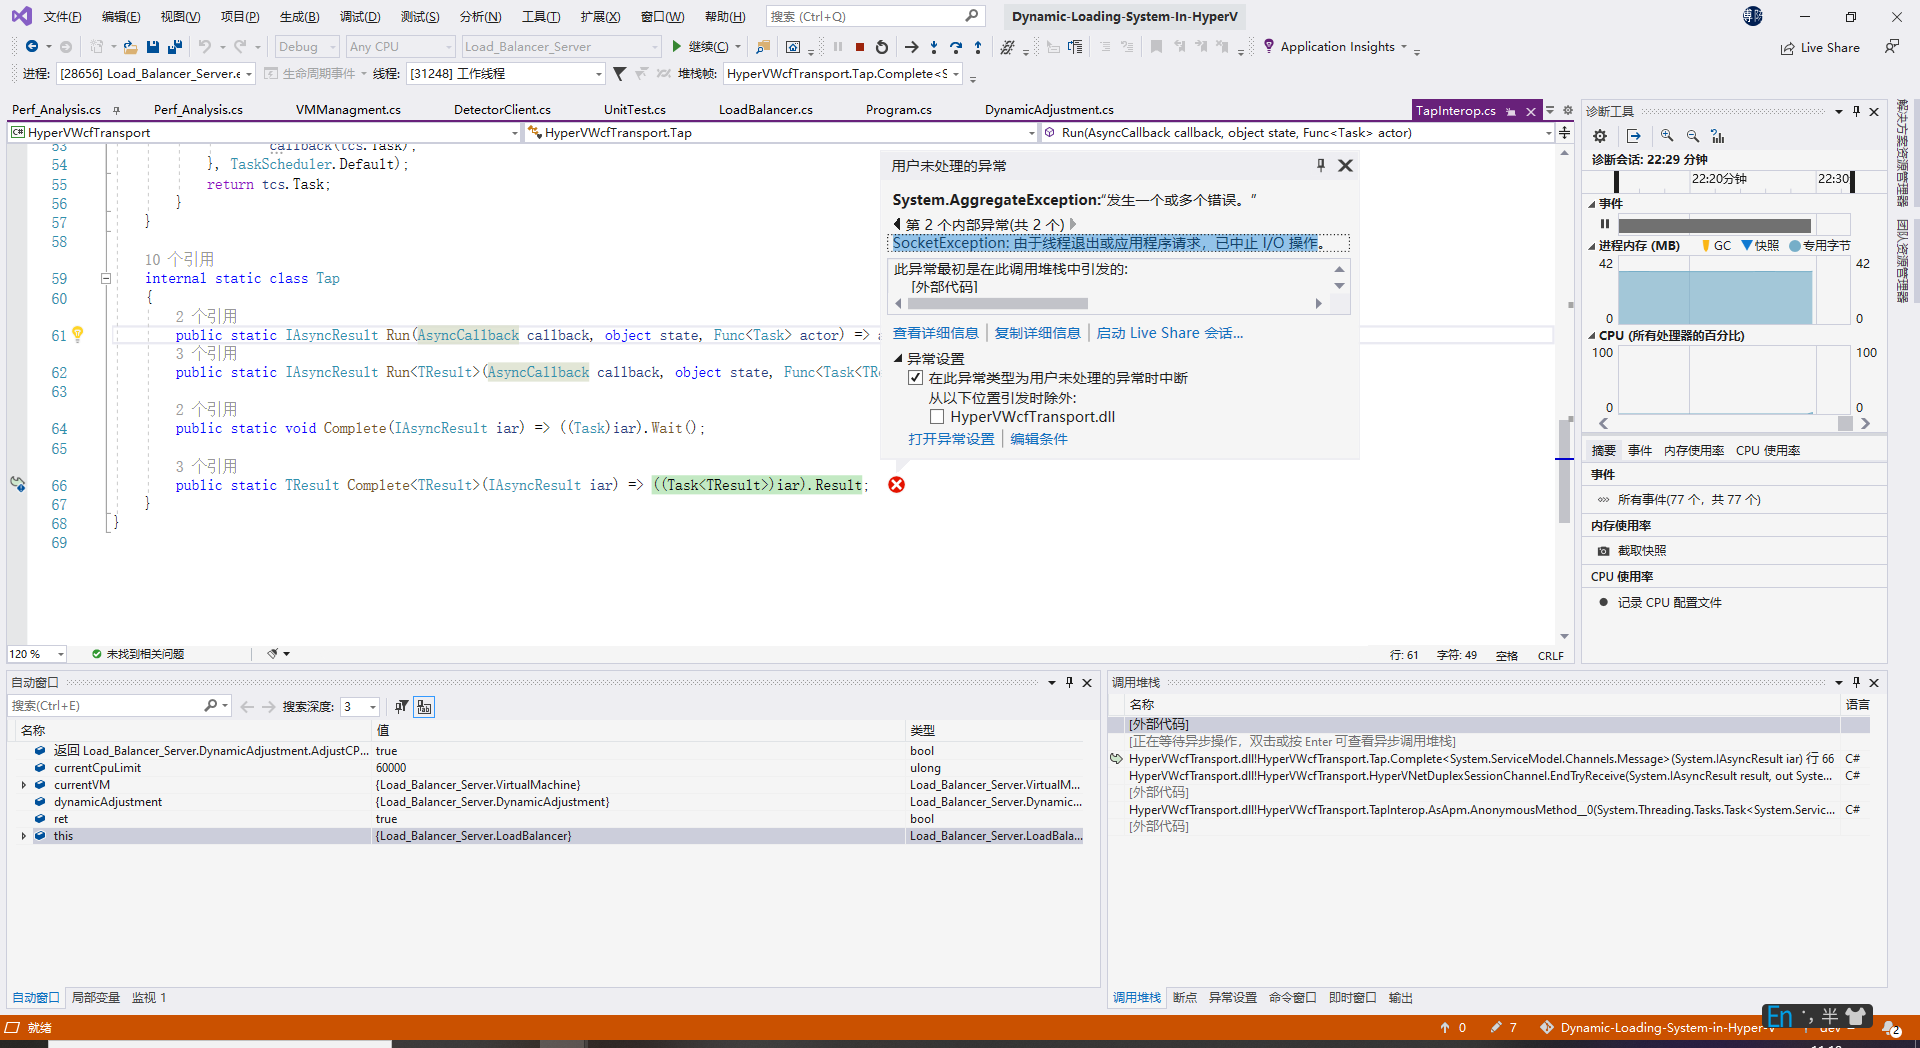 文件(F) 编辑(E) 视图(V) 项目(P) 生成(B) 调试(D) 测试(S) 分析(N) 工具(T) 扩展(X) 窗口(W) 帮助(H) 搜索 (Ctrl+Q) Dynamic-Loading-System-In-HyperV
Debug Any CPU Load_Balancer_Server 继续(C) Application Insights Live Share
进程: [28656] Load_Balancer_Server.e 生命周期事件 线程: [31248] 工作线程 堆栈帧: HyperVWcfTransport.Tap.Complete<S
Perf_Analysis.cs Perf_Analysis.cs VMManagment.cs DetectorClient.cs UnitTest.cs LoadBalancer.cs Program.cs DynamicAdjustment.cs TapInterop.cs
HyperVWcfTransport HyperVWcfTransport.Tap Run(AsyncCallback callback, object state, Func<Task> actor)
53 callback(tcs.Task);
54 }, TaskScheduler.Default);
55 return tcs.Task;
56 }
57 }
58
10 个引用
59 internal static class Tap
60 {
2 个引用
61 public static IAsyncResult Run(AsyncCallback callback, object state, Func<Task> actor) =>
3 个引用
62 public static IAsyncResult Run<TResult>(AsyncCallback callback, object state, Func<Task<TRe
63
2 个引用
64 public static void Complete(IAsyncResult iar) => ((Task)iar).Wait();
65
3 个引用
66 public static TResult Complete<TResult>(IAsyncResult iar) => ((Task<TResult>)iar).Result;
67 }
68 }
69
用户未处理的异常
System.AggregateException:“发生一个或多个错误。”
第 2 个内部异常(共 2 个)
SocketException: 由于线程退出或应用程序请求，已中止 I/O 操作。
此异常最初是在此调用堆栈中引发的:
[外部代码]
查看详细信息 复制详细信息 启动 Live Share 会话...
异常设置
在此异常类型为用户未处理的异常时中断
从以下位置引发时除外:
HyperVWcfTransport.dll
打开异常设置 编辑条件
120 % 未找到相关问题 行: 61 字符: 49 空格 CRLF
诊断工具
诊断会话: 22:29 分钟
22:20分钟 22:30
事件
进程内存 (MB) GC 快照 专用字节
42 42
0 0
CPU (所有处理器的百分比)
100 100
0 0
摘要 事件 内存使用率 CPU 使用率
事件
所有事件(77 个，共 77 个)
内存使用率
截取快照
CPU 使用率
记录 CPU 配置文件
解决方案资源管理器
团队资源管理器
自动窗口
搜索(Ctrl+E) 搜索深度: 3
名称 值 类型
返回 Load_Balancer_Server.DynamicAdjustment.AdjustCP... true bool
currentCpuLimit 60000 ulong
currentVM {Load_Balancer_Server.VirtualMachine} Load_Balancer_Server.VirtualM...
dynamicAdjustment {Load_Balancer_Server.DynamicAdjustment} Load_Balancer_Server.Dynamic...
ret true bool
this {Load_Balancer_Server.LoadBalancer} Load_Balancer_Server.LoadBala...
自动窗口 局部变量 监视 1
调用堆栈
名称 语言
[外部代码]
[正在等待异步操作，双击或按 Enter 可查看异步调用堆栈]
HyperVWcfTransport.dll!HyperVWcfTransport.Tap.Complete<System.ServiceModel.Channels.Message>(System.IAsyncResult iar) 行 66 C#
HyperVWcfTransport.dll!HyperVWcfTransport.HyperVNetDuplexSessionChannel.EndTryReceive(System.IAsyncResult result, out Syste... C#
[外部代码]
HyperVWcfTransport.dll!HyperVWcfTransport.TapInterop.AsApm.AnonymousMethod__0(System.Threading.Tasks.Task<System.Servic... C#
[外部代码]
调用堆栈 断点 异常设置 命令窗口 即时窗口 输出
就绪 0 7 Dynamic-Loading-System-in-Hyper-V dev 2
En 半